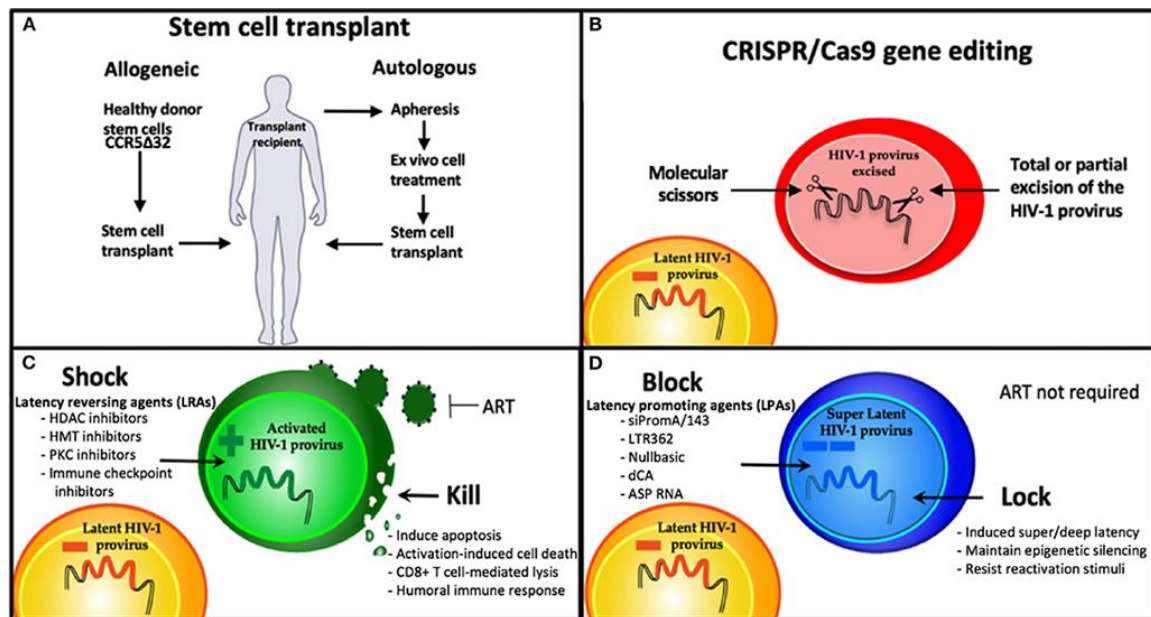 A
Stem cell transplant
Allogeneic
Healthy donor
stem cells
CCR5Δ32
Stem cell
transplant
Transplant
recipient
Autologous
Apheresis
Ex vivo cell
treatment
Stem cell
transplant
B
CRISPR/Cas9 gene editing
Molecular
scissors
HIV-1 provirus
excised
Total or partial
excision of the
HIV-1 provirus
Latent HIV-1
provirus
C
Shock
Latency reversing agents (LRAs)
- HDAC inhibitors
- HMT inhibitors
- PKC inhibitors
- Immune checkpoint
inhibitors
Activated
HIV-1 provirus
ART
Kill
- Induce apoptosis
- Activation-induced cell death
- CD8+ T cell-mediated lysis
- Humoral immune response
Latent HIV-1
provirus
D
Block
Latency promoting agents (LPAs)
- siPromA/143
- LTR362
- Nullbasic
- dCA
- ASP RNA
Super Latent
HIV-1 provirus
ART not required
Lock
- Induced super/deep latency
- Maintain epigenetic silencing
- Resist reactivation stimuli
Latent HIV-1
provirus